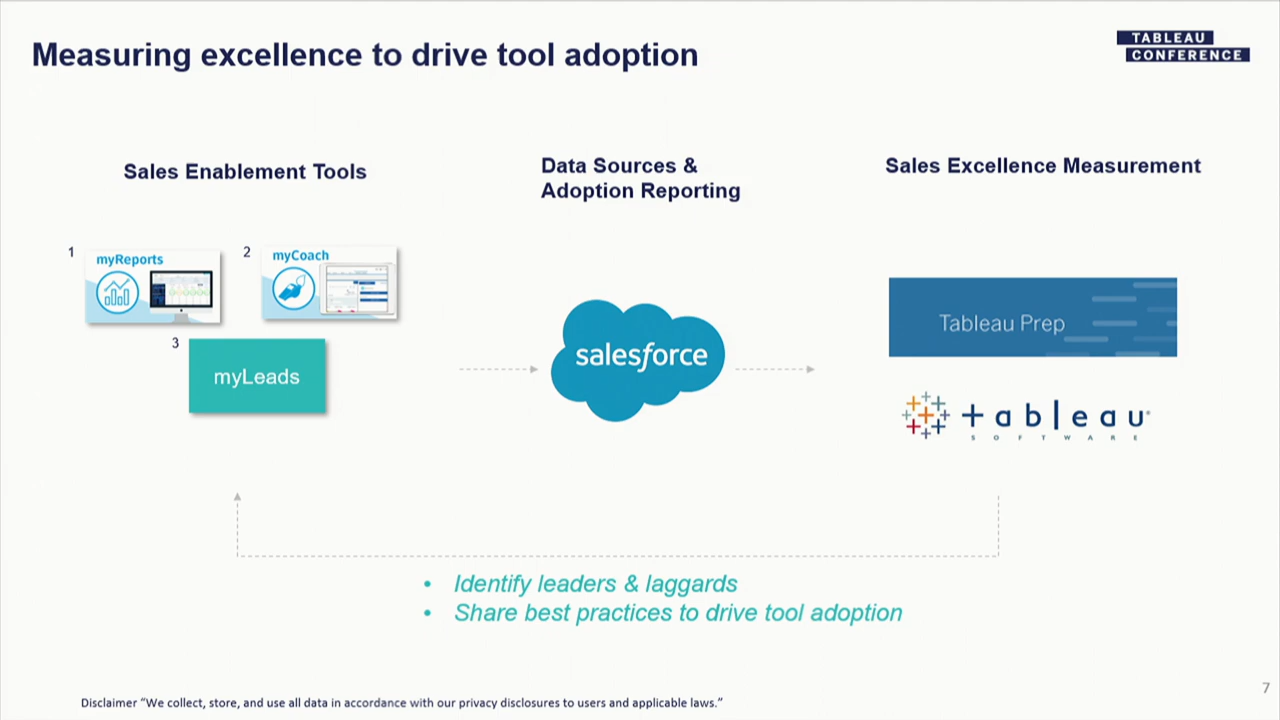 Measuring excellence to drive tool adoption
TABLEAU
CONFERENCE
Sales Enablement Tools
Data Sources &
Adoption Reporting
Sales Excellence Measurement
1
myReports
2
myCoach
3
myLeads
salesforce
Tableau Prep
+ a b l e a u
S O F T W A R E
• Identify leaders & laggards
• Share best practices to drive tool adoption
Disclaimer “We collect, store, and use all data in accordance with our privacy disclosures to users and applicable laws.”
7